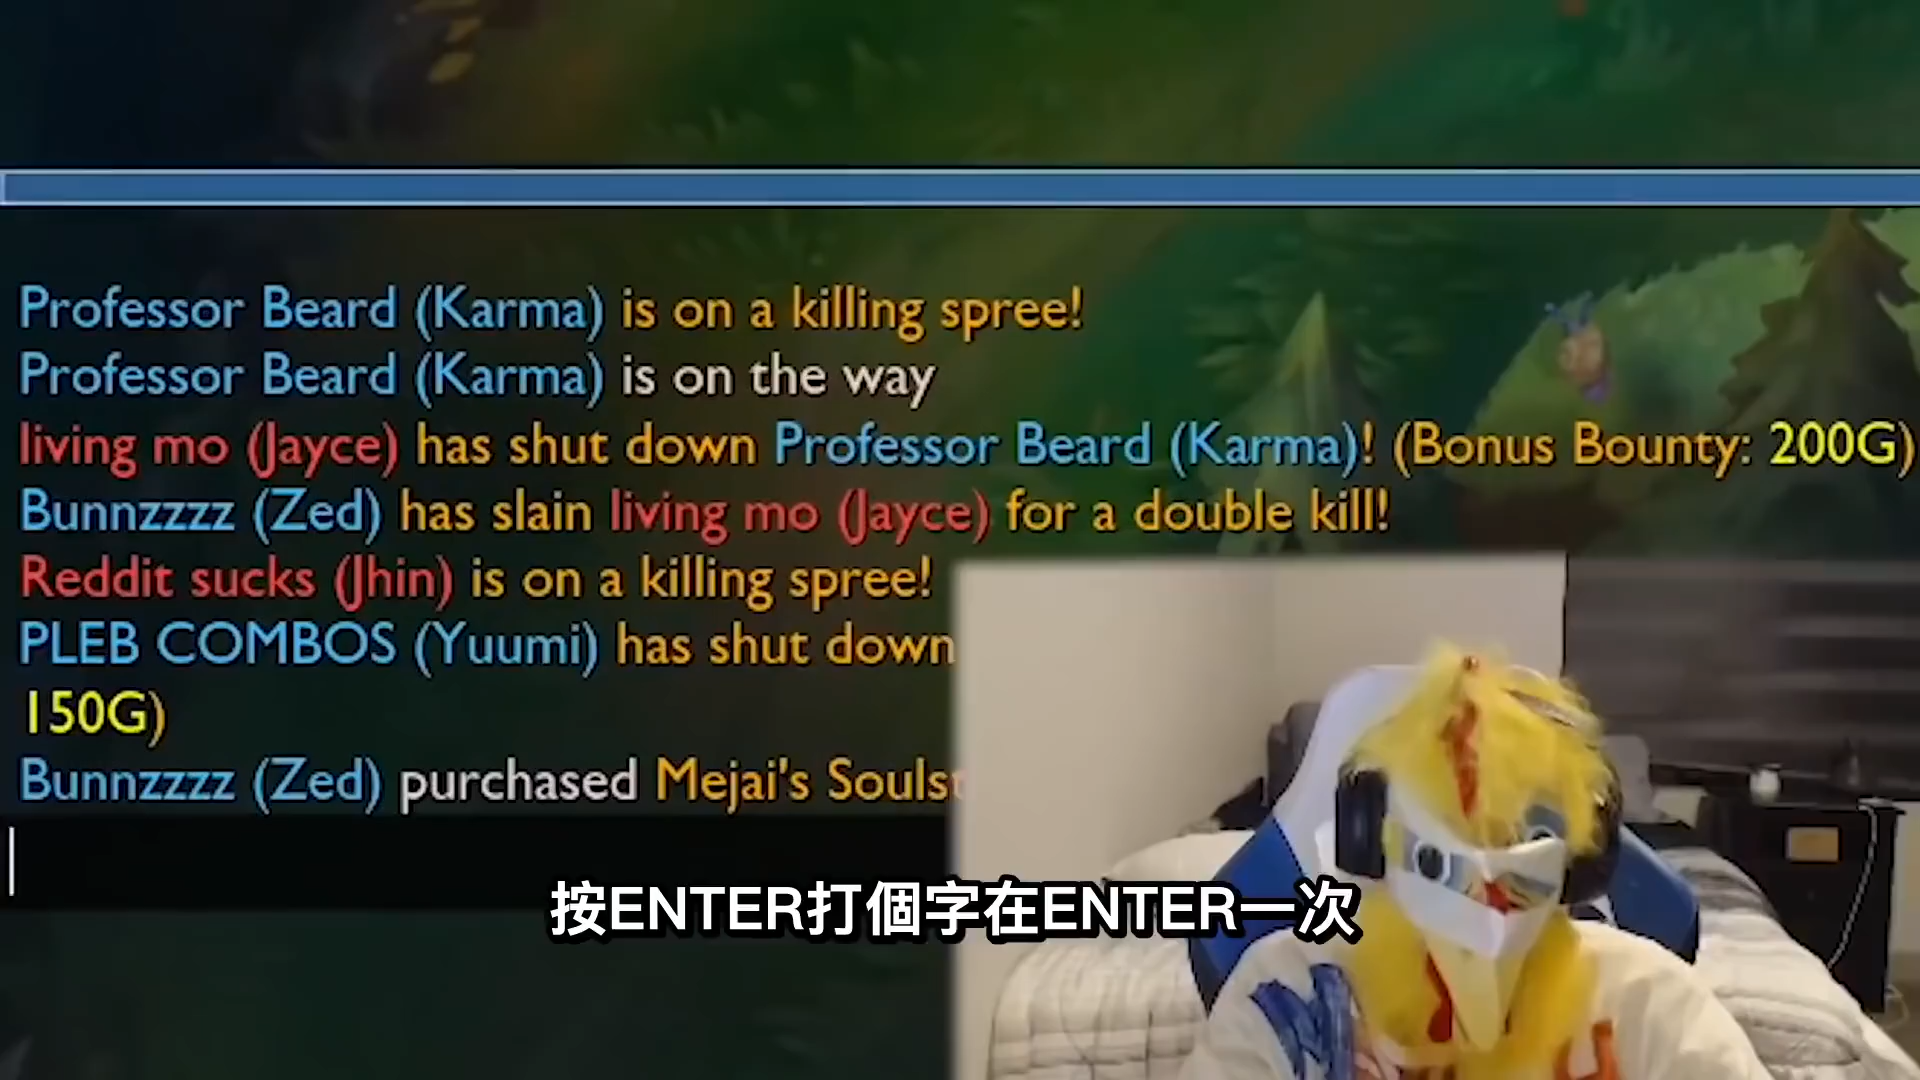 Professor Beard (Karma) is on a killing spree!
Professor Beard (Karma) is on the way
living mo (Jayce) has shut down Professor Beard (Karma)! (Bonus Bounty: 200G)
Bunnzzzz (Zed) has slain living mo (Jayce) for a double kill!
Reddit sucks (Jhin) is on a killing spree!
PLEB COMBOS (Yuumi) has shut down
150G)
Bunnzzzz (Zed) purchased Mejai's
按ENTER打個字在ENTER一次